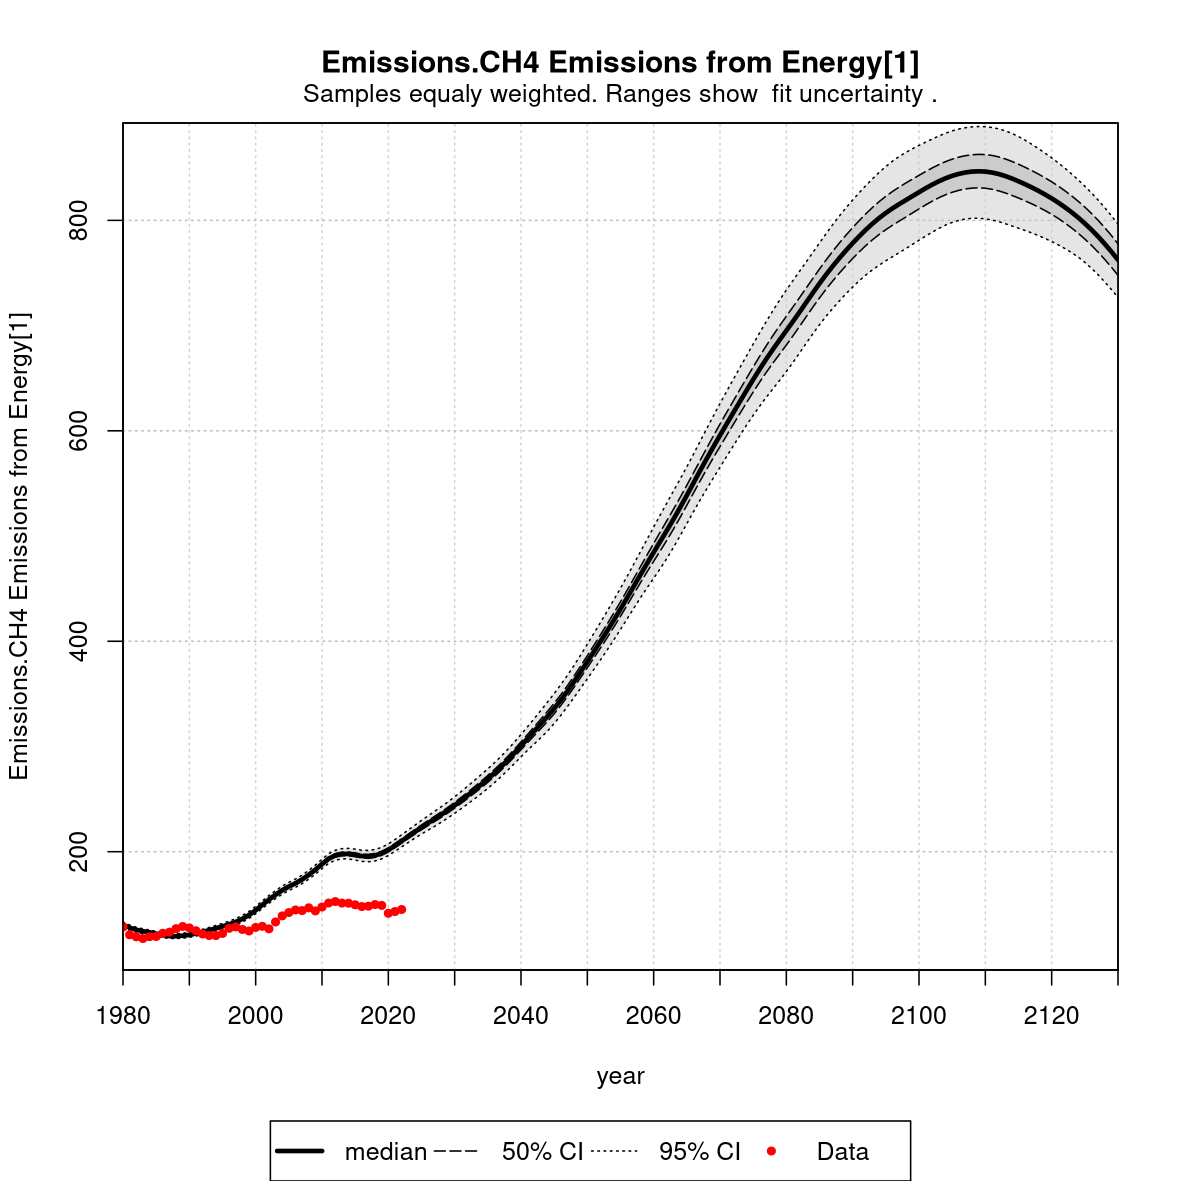 Emissions.CH4 Emissions from Energy[1]
Samples equaly weighted. Ranges show  fit uncertainty .
Emissions.CH4 Emissions from Energy[1]
800
600
400
200
1980 2000 2020 2040 2060 2080 2100 2120
year
median 50% CI 95% CI Data